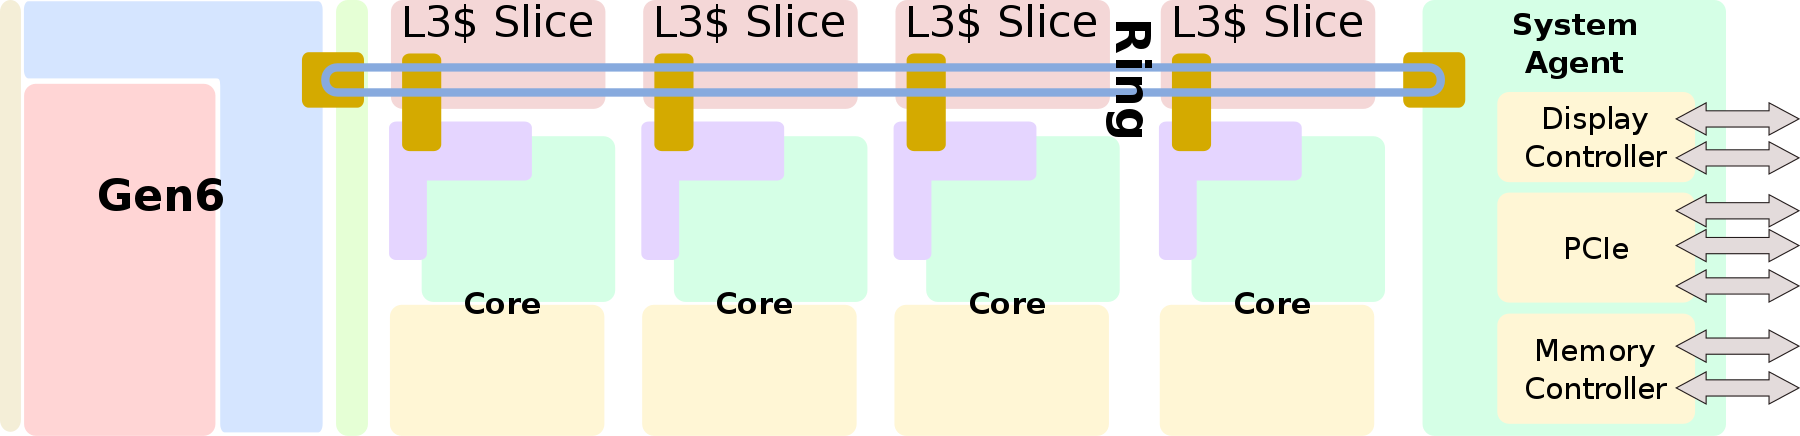 L3$ Slice
L3$ Slice
L3$ Slice
L3$ Slice
Ring
System
Agent
Gen6
Display
Controller
PCIe
Core
Core
Core
Core
Memory
Controller